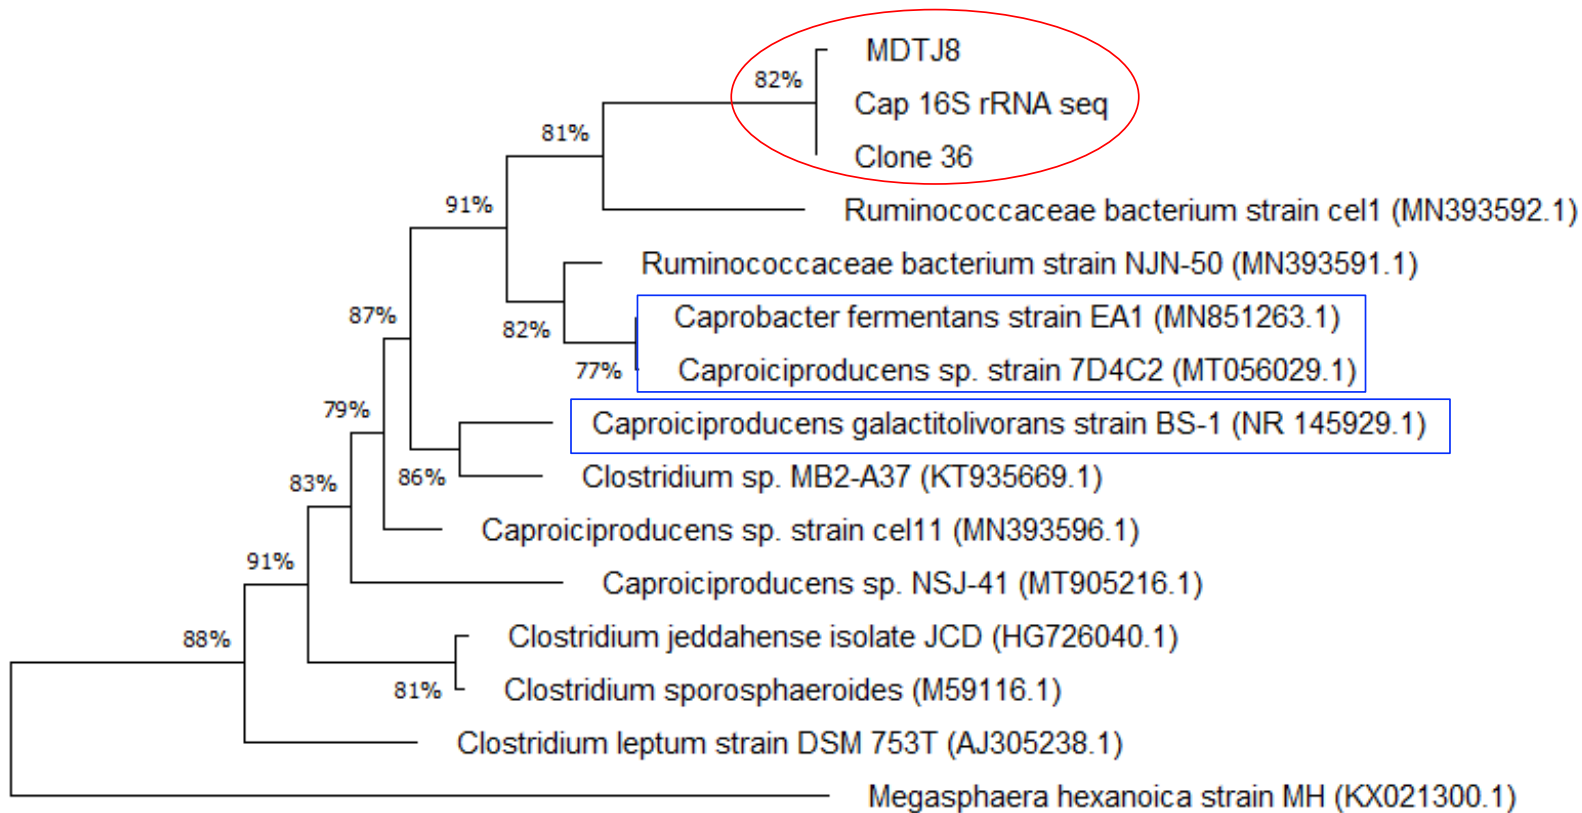 MDTJ8
82%
Cap 16S rRNA seq
81%
Clone 36
91%
Ruminococcaceae bacterium strain cel1 (MN393592.1)
Ruminococcaceae bacterium strain NJN-50 (MN393591.1)
87%
82%
Caprobacter fermentans strain EA1 (MN851263.1)
77%
Caproiciproducens sp. strain 7D4C2 (MT056029.1)
79%
Caproiciproducens galactitolivorans strain BS-1 (NR 145929.1)
83%
86%
Clostridium sp. MB2-A37 (KT935669.1)
Caproiciproducens sp. strain cel11 (MN393596.1)
91%
Caproiciproducens sp. NSJ-41 (MT905216.1)
88%
Clostridium jeddahense isolate JCD (HG726040.1)
81%
Clostridium sporosphaeroides (M59116.1)
Clostridium leptum strain DSM 753T (AJ305238.1)
Megasphaera hexanoica strain MH (KX021300.1)